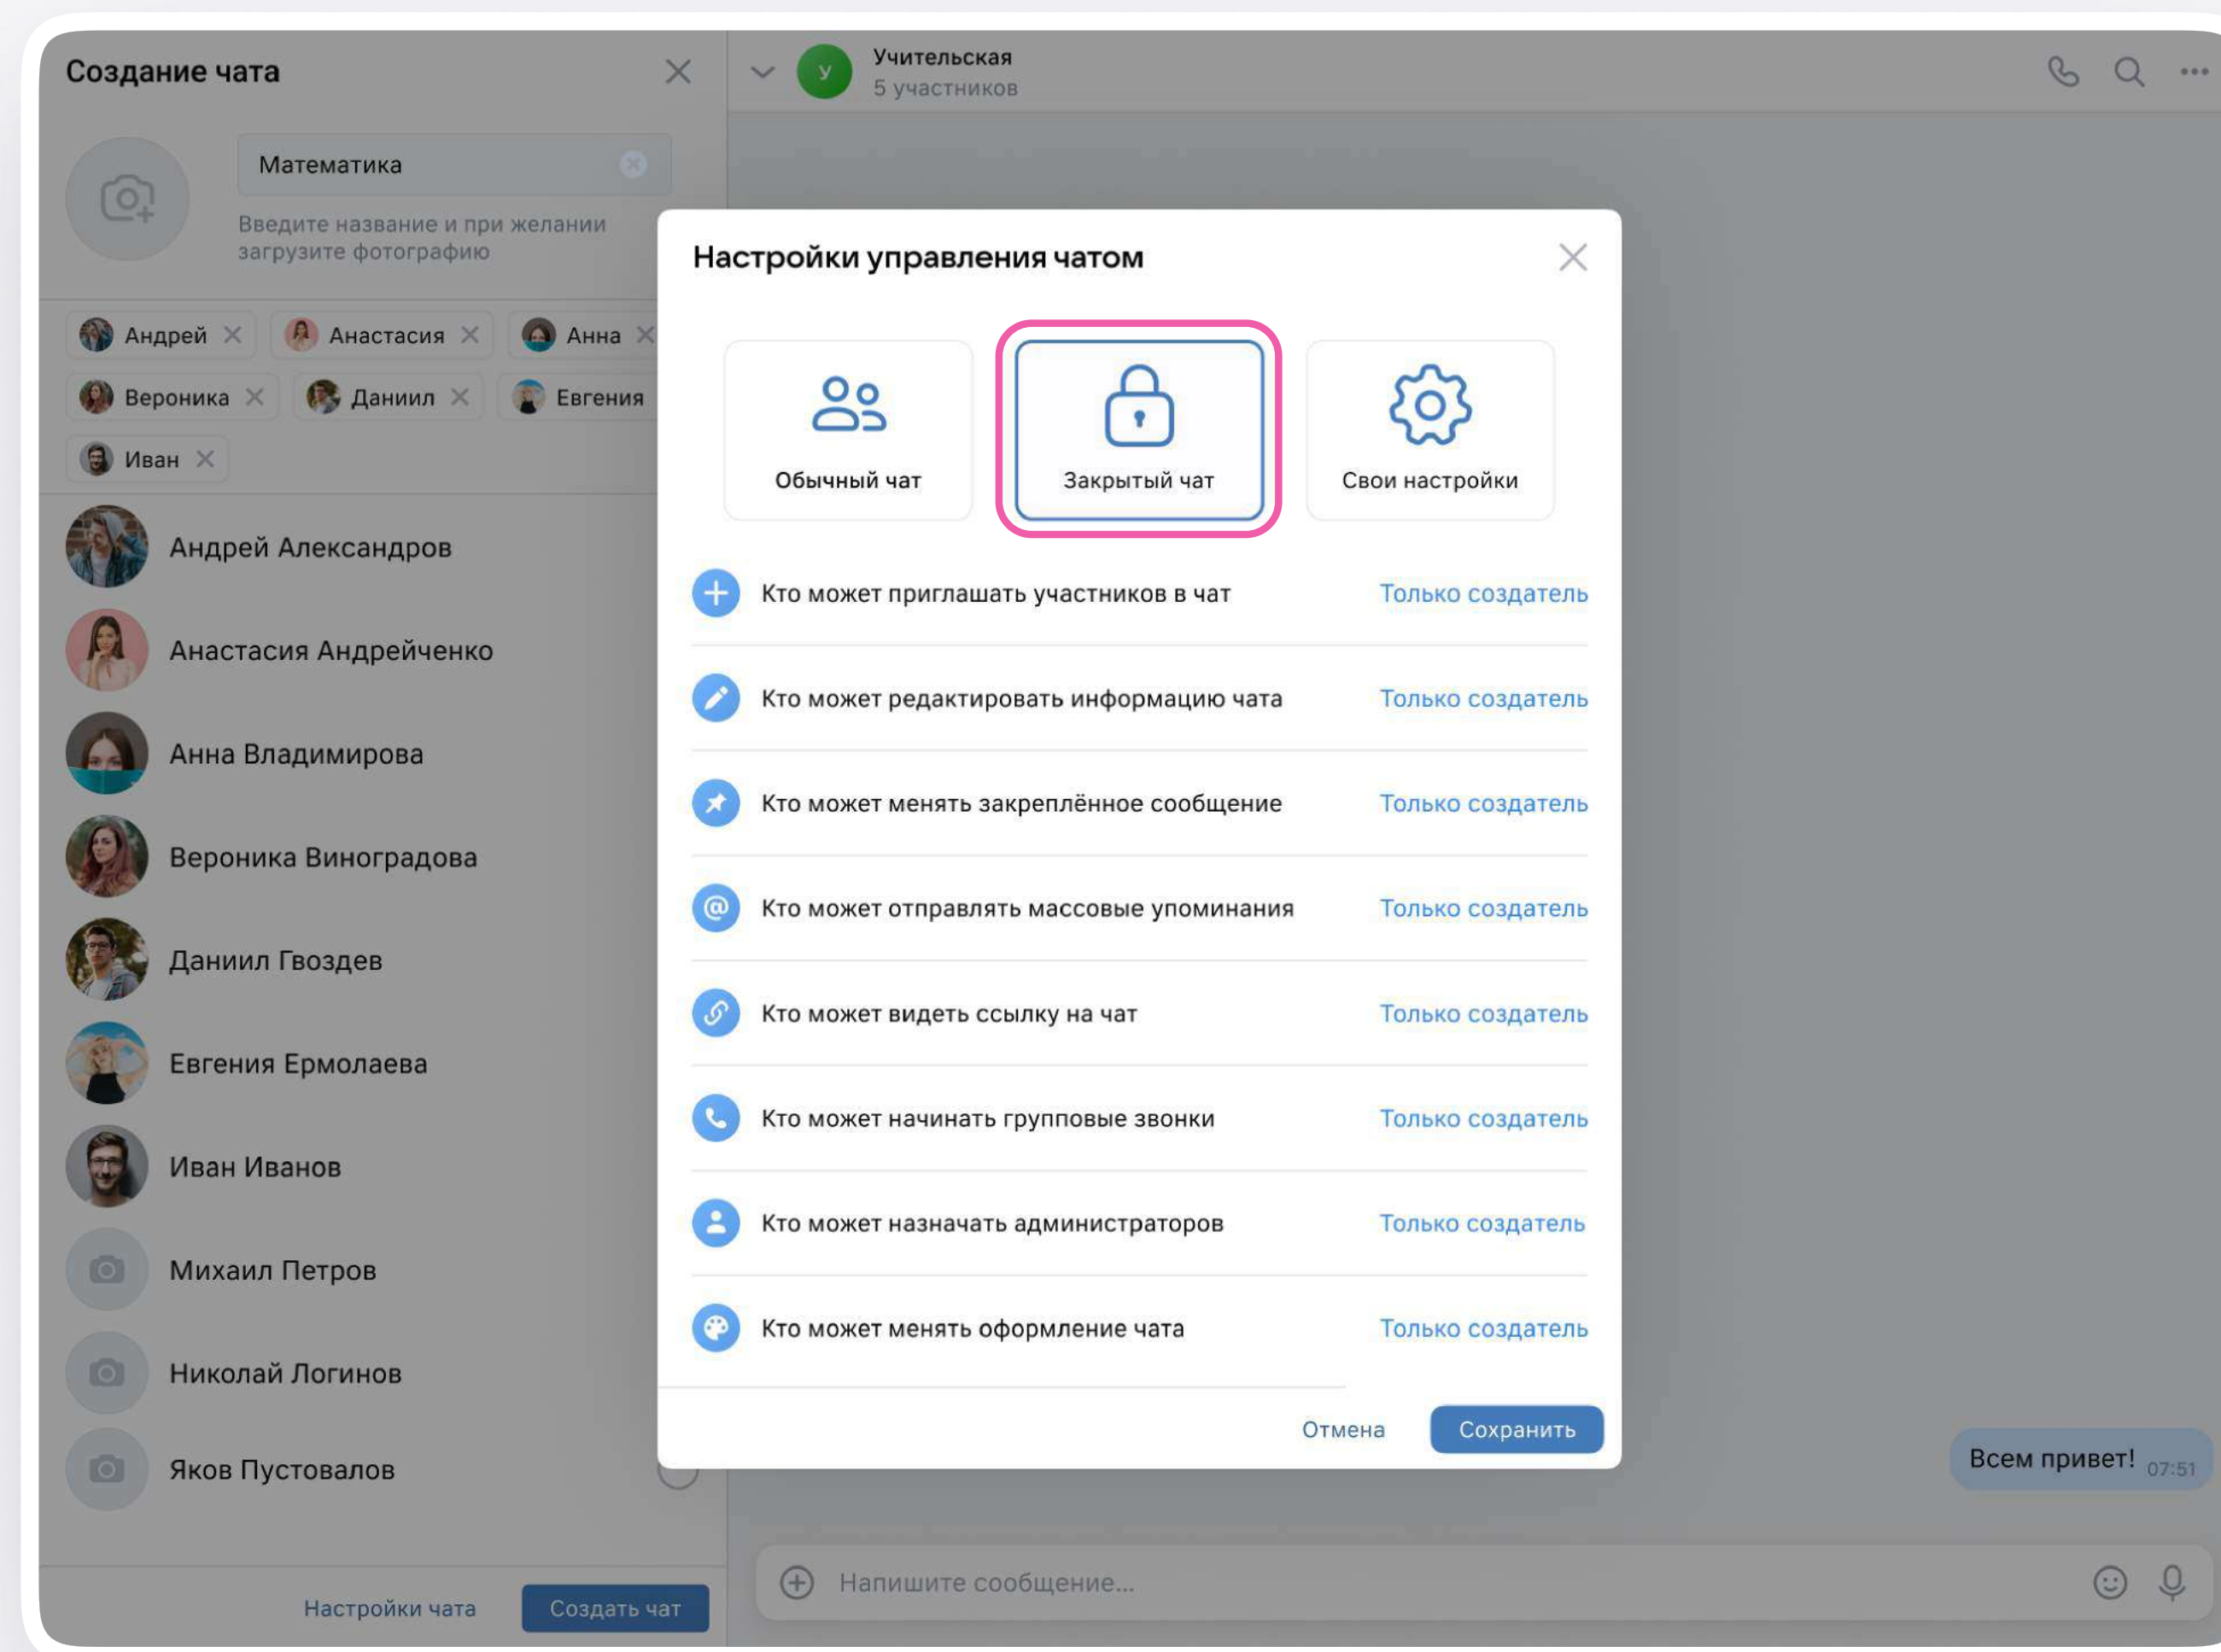 Создание чата
Математика
Введите название и при желании
загрузите фотографию
Андрей
Анастасия
Анна
Вероника
Даниил
Евгения
Иван
Андрей Александров
Анастасия Андрейченко
Анна Владимирова
Вероника Виноградова
Даниил Гвоздев
Евгения Ермолаева
Иван Иванов
Михаил Петров
Николай Логинов
Яков Пустовалов
Настройки чата
Создать чат
У
Учительская
5 участников
Настройки управления чатом
Обычный чат
Закрытый чат
Свои настройки
Кто может приглашать участников в чат Только создатель
Кто может редактировать информацию чата Только создатель
Кто может менять закреплённое сообщение Только создатель
Кто может отправлять массовые упоминания Только создатель
Кто может видеть ссылку на чат Только создатель
Кто может начинать групповые звонки Только создатель
Кто может назначать администраторов Только создатель
Кто может менять оформление чата Только создатель
Отмена
Сохранить
Всем привет! 07:51
Напишите сообщение...